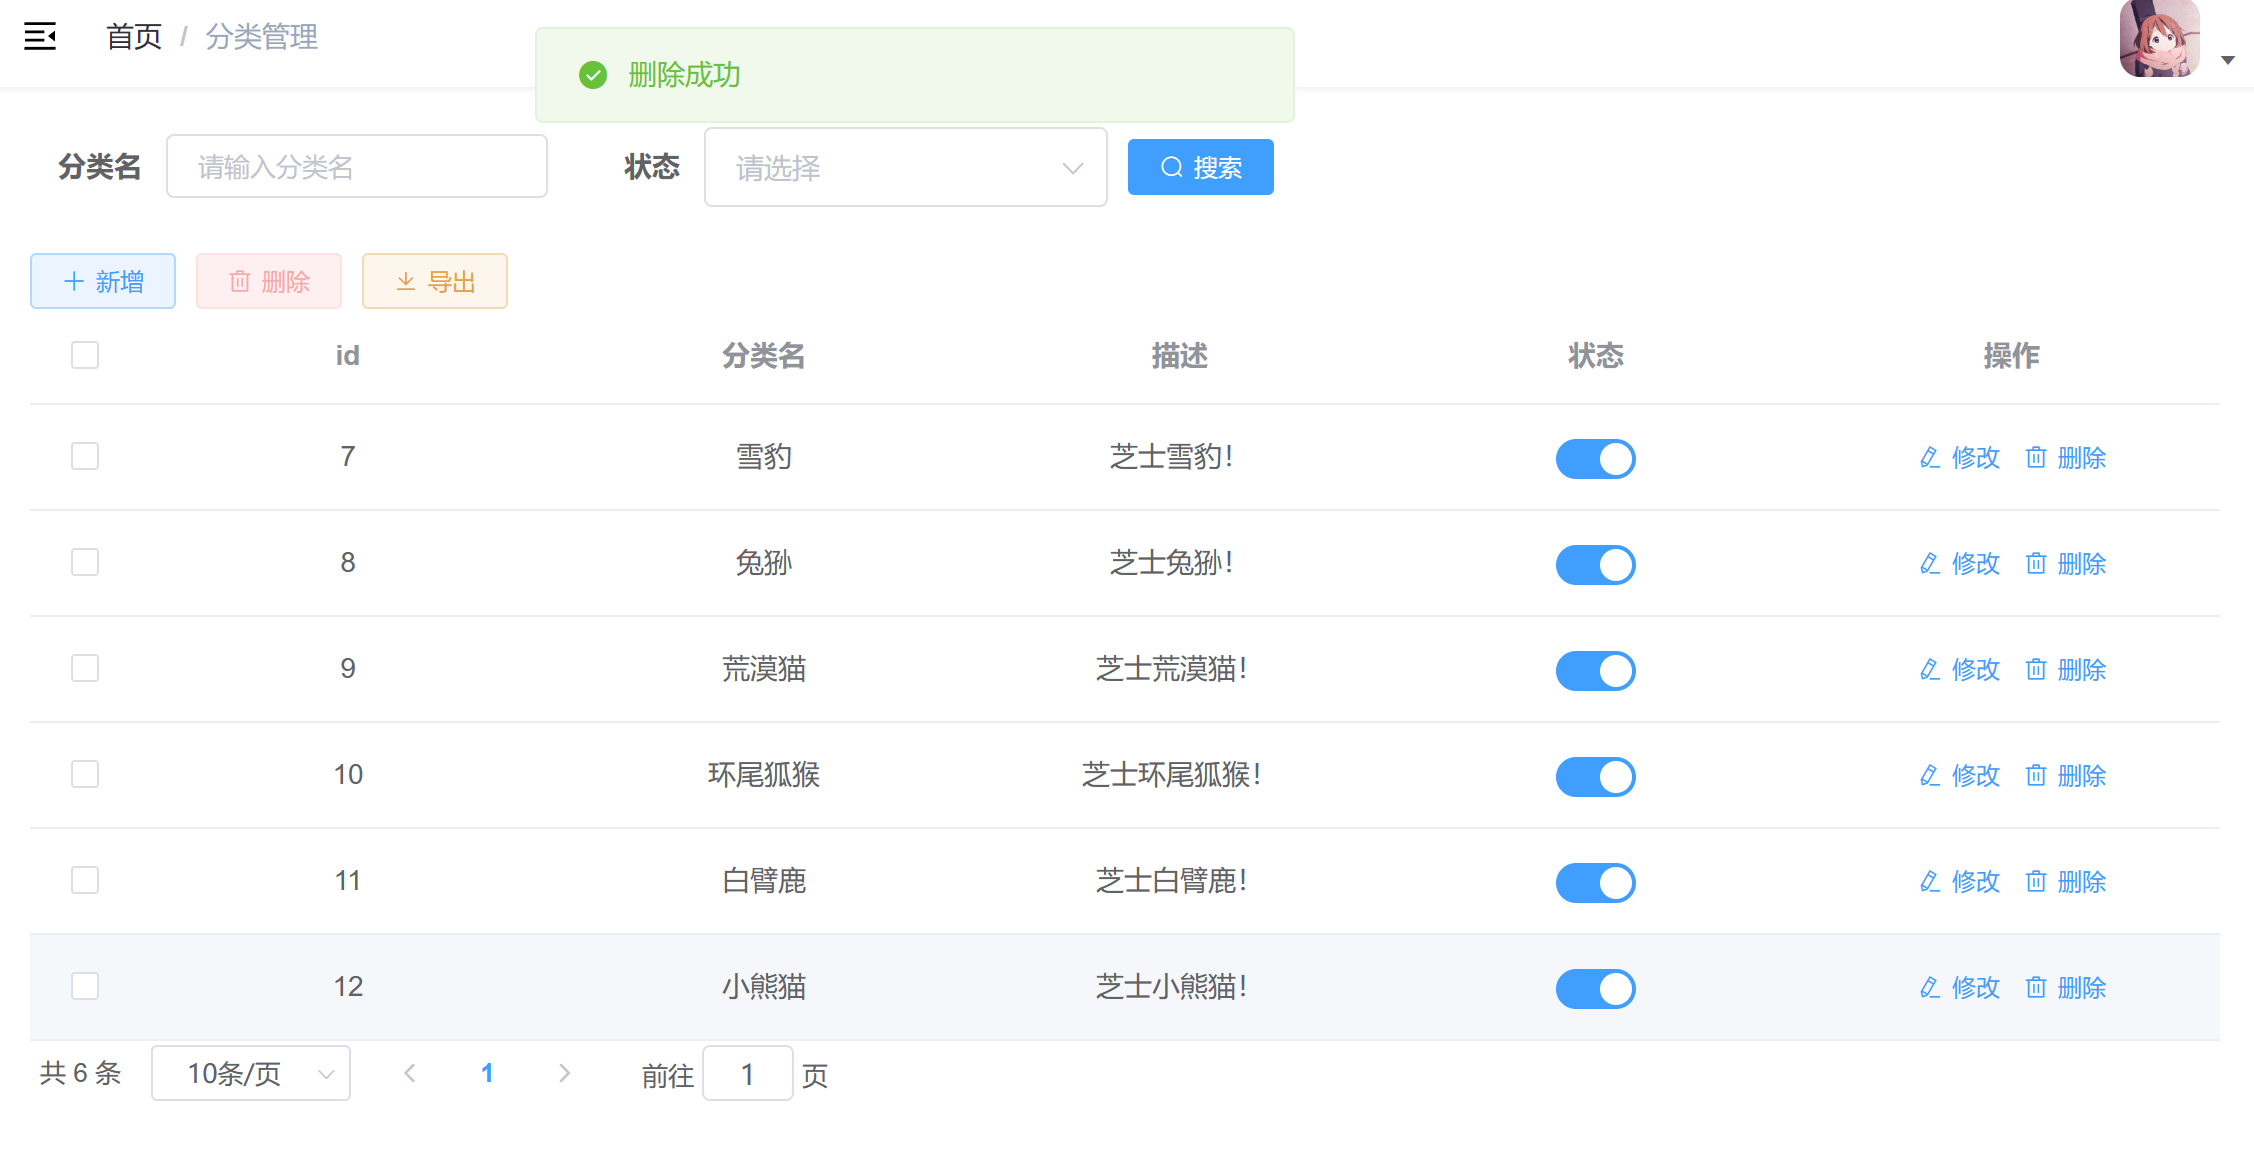 首页 / 分类管理
删除成功
分类名 请输入分类名 状态 请选择 搜索
新增 删除 导出
id 分类名 描述 状态 操作
7 雪豹 芝士雪豹！ 修改 删除
8 兔狲 芝士兔狲！ 修改 删除
9 荒漠猫 芝士荒漠猫！ 修改 删除
10 环尾狐猴 芝士环尾狐猴！ 修改 删除
11 白臂鹿 芝士白臂鹿！ 修改 删除
12 小熊猫 芝士小熊猫！ 修改 删除
共 6 条 10条/页 1 前往 1 页